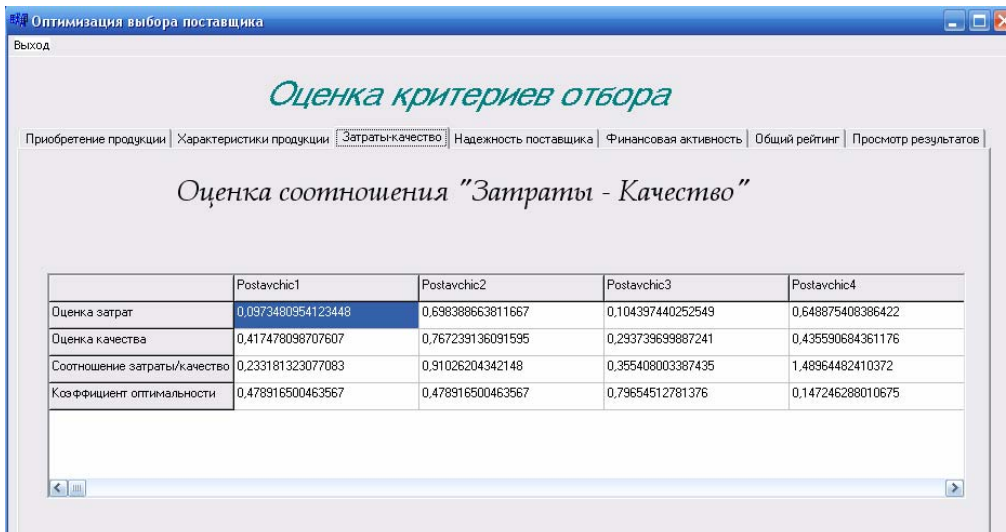 Оптимизация выбора поставщика
Выход
Оценка критериев отбора
Приобретение продукции Характеристики продукции Затраты-качество Надежность поставщика Финансовая активность Общий рейтинг Просмотр результатов
Оценка соотношения "Затраты - Качество"
Postavchic1 Postavchic2 Postavchic3 Postavchic4
Оценка затрат 0,0973480954123448 0,698388663811667 0,104397440252549 0,648875408386422
Оценка качества 0,417478098707607 0,767239136091595 0,293739699887241 0,435590684361176
Соотношение затраты/качество 0,233181323077083 0,91026204342148 0,355408003387435 1,48964482410372
Коэффициент оптимальности 0,478916500463567 0,478916500463567 0,79654512781376 0,147246288010675